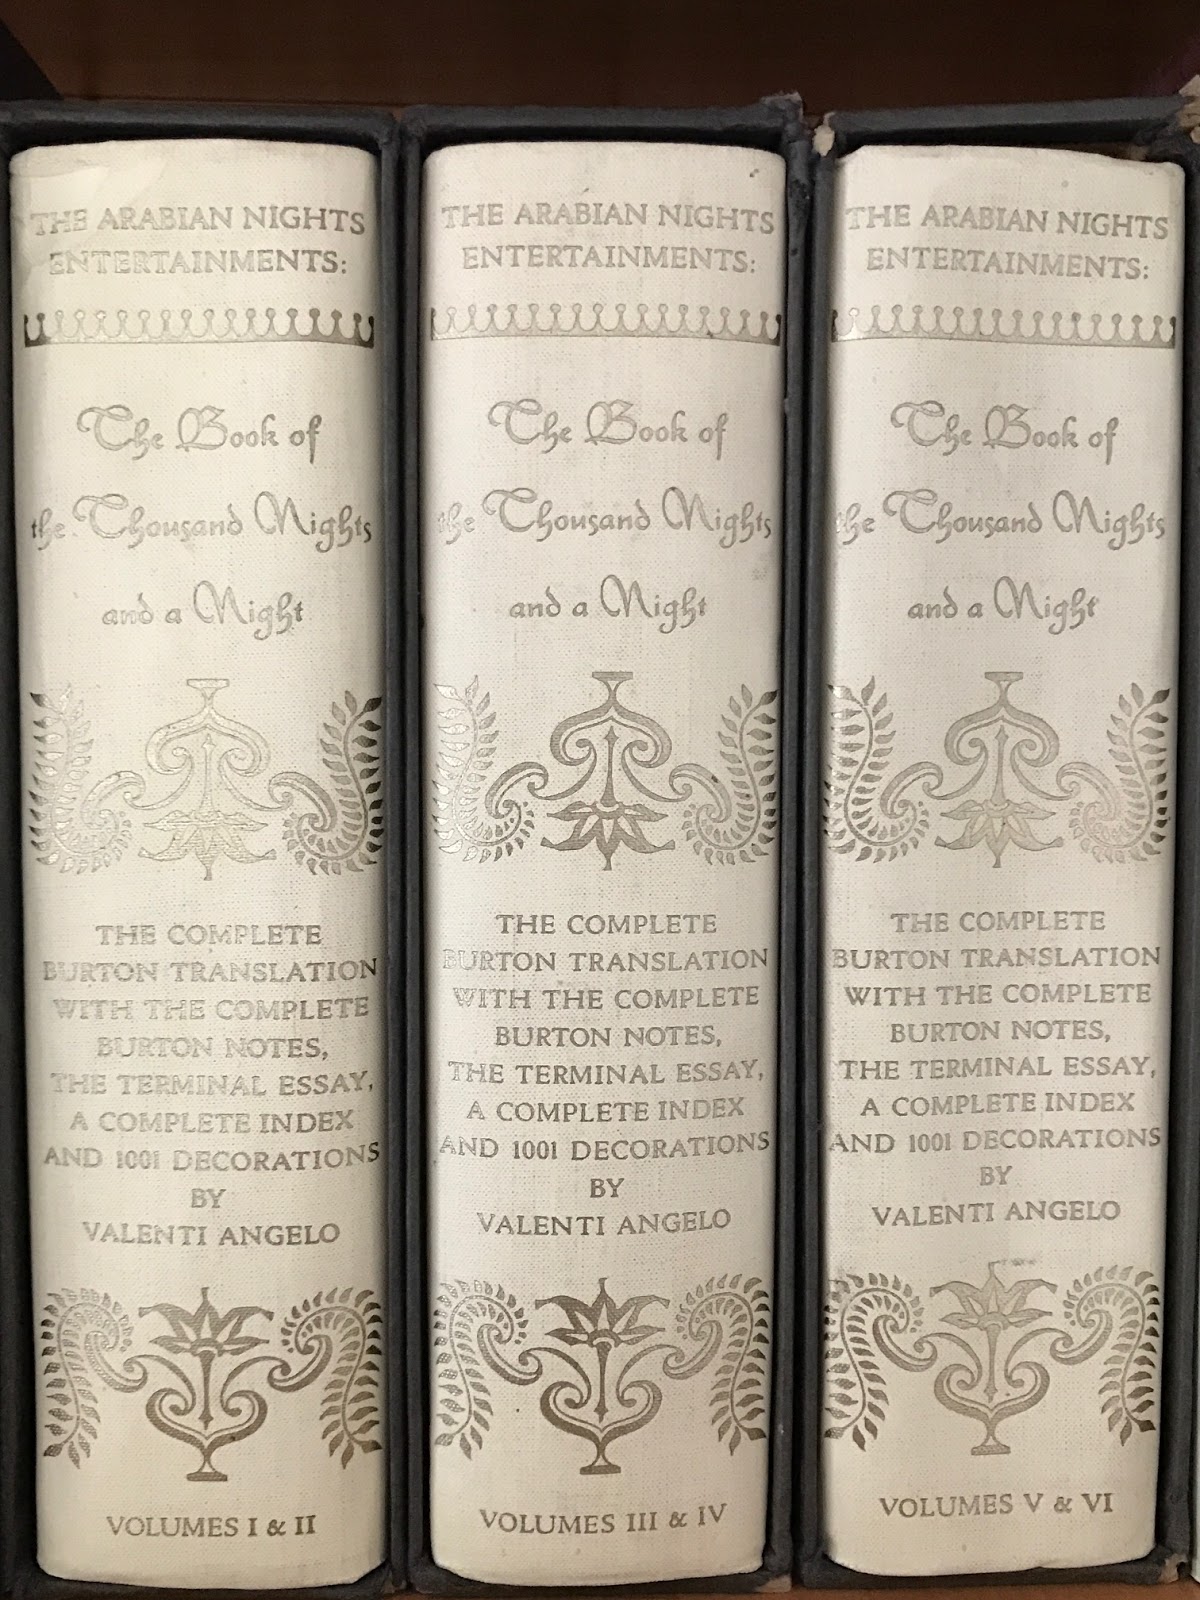 THE ARABIAN NIGHTS
ENTERTAINMENTS:
The Book of
the Thousand Nights
and a Night
THE COMPLETE
BURTON TRANSLATION
WITH THE COMPLETE
BURTON NOTES,
THE TERMINAL ESSAY,
A COMPLETE INDEX
AND 1001 DECORATIONS
BY
VALENTI ANGELO
VOLUMES I & II
THE ARABIAN NIGHTS
ENTERTAINMENTS:
The Book of
the Thousand Nights
and a Night
THE COMPLETE
BURTON TRANSLATION
WITH THE COMPLETE
BURTON NOTES,
THE TERMINAL ESSAY,
A COMPLETE INDEX
AND 1001 DECORATIONS
BY
VALENTI ANGELO
VOLUMES III & IV
THE ARABIAN NIGHTS
ENTERTAINMENTS:
The Book of
the Thousand Nights
and a Night
THE COMPLETE
BURTON TRANSLATION
WITH THE COMPLETE
BURTON NOTES,
THE TERMINAL ESSAY,
A COMPLETE INDEX
AND 1001 DECORATIONS
BY
VALENTI ANGELO
VOLUMES V & VI